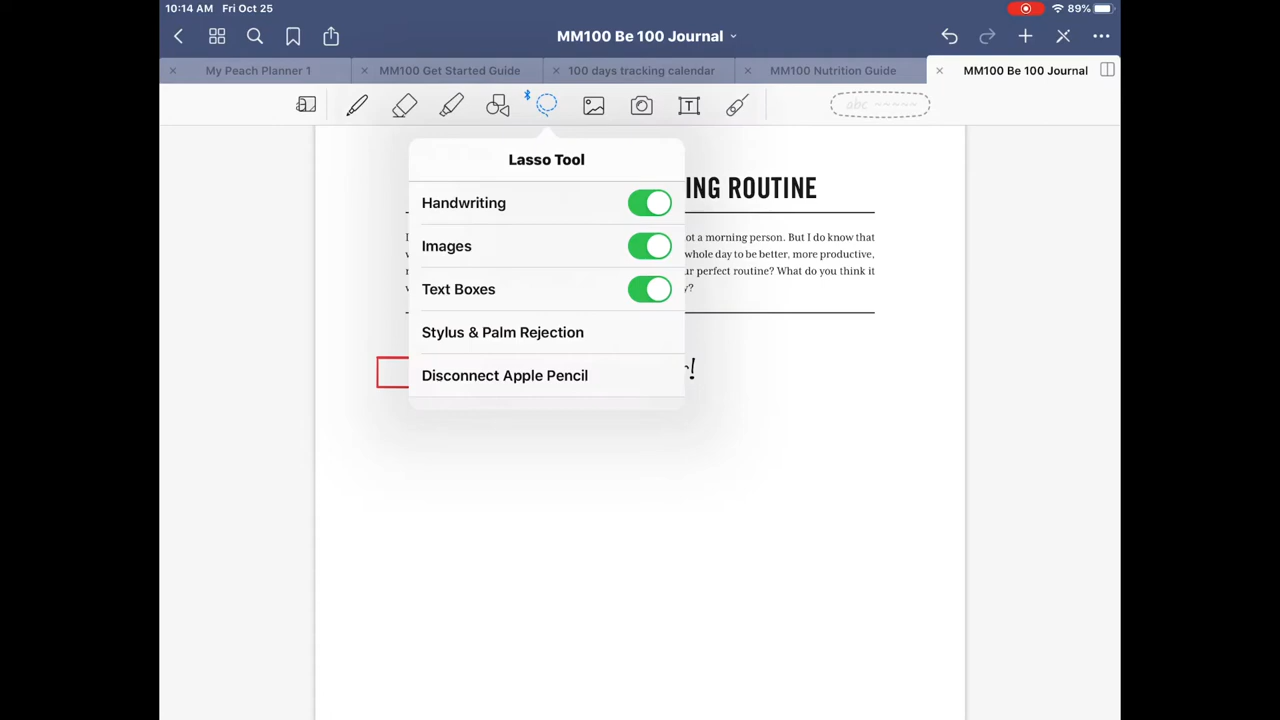 10:14 AM Fri Oct 25
89%
MM100 Be 100 Journal
My Peach Planner 1
MM100 Get Started Guide
100 days tracking calendar
MM100 Nutrition Guide
MM100 Be 100 Journal
T
abc
Lasso Tool
Handwriting
Images
Text Boxes
Stylus & Palm Rejection
Disconnect Apple Pencil
ING ROUTINE
ot a morning person. But I do know that
whole day to be better, more productive,
ur perfect routine? What do you think it
y?
r!